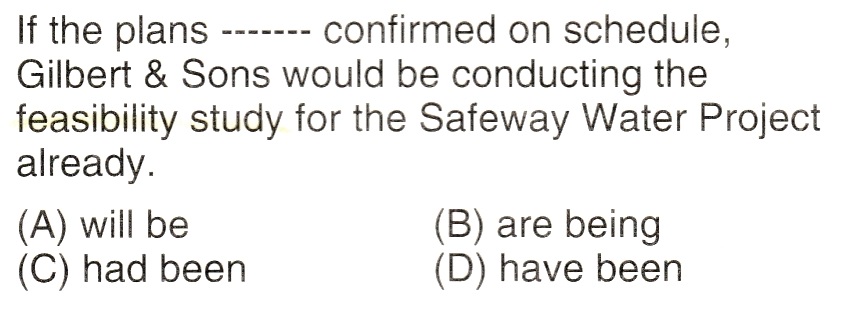 If the plans ------- confirmed on schedule,
Gilbert & Sons would be conducting the
feasibility study for the Safeway Water Project
already.
(A) will be (B) are being
(C) had been (D) have been